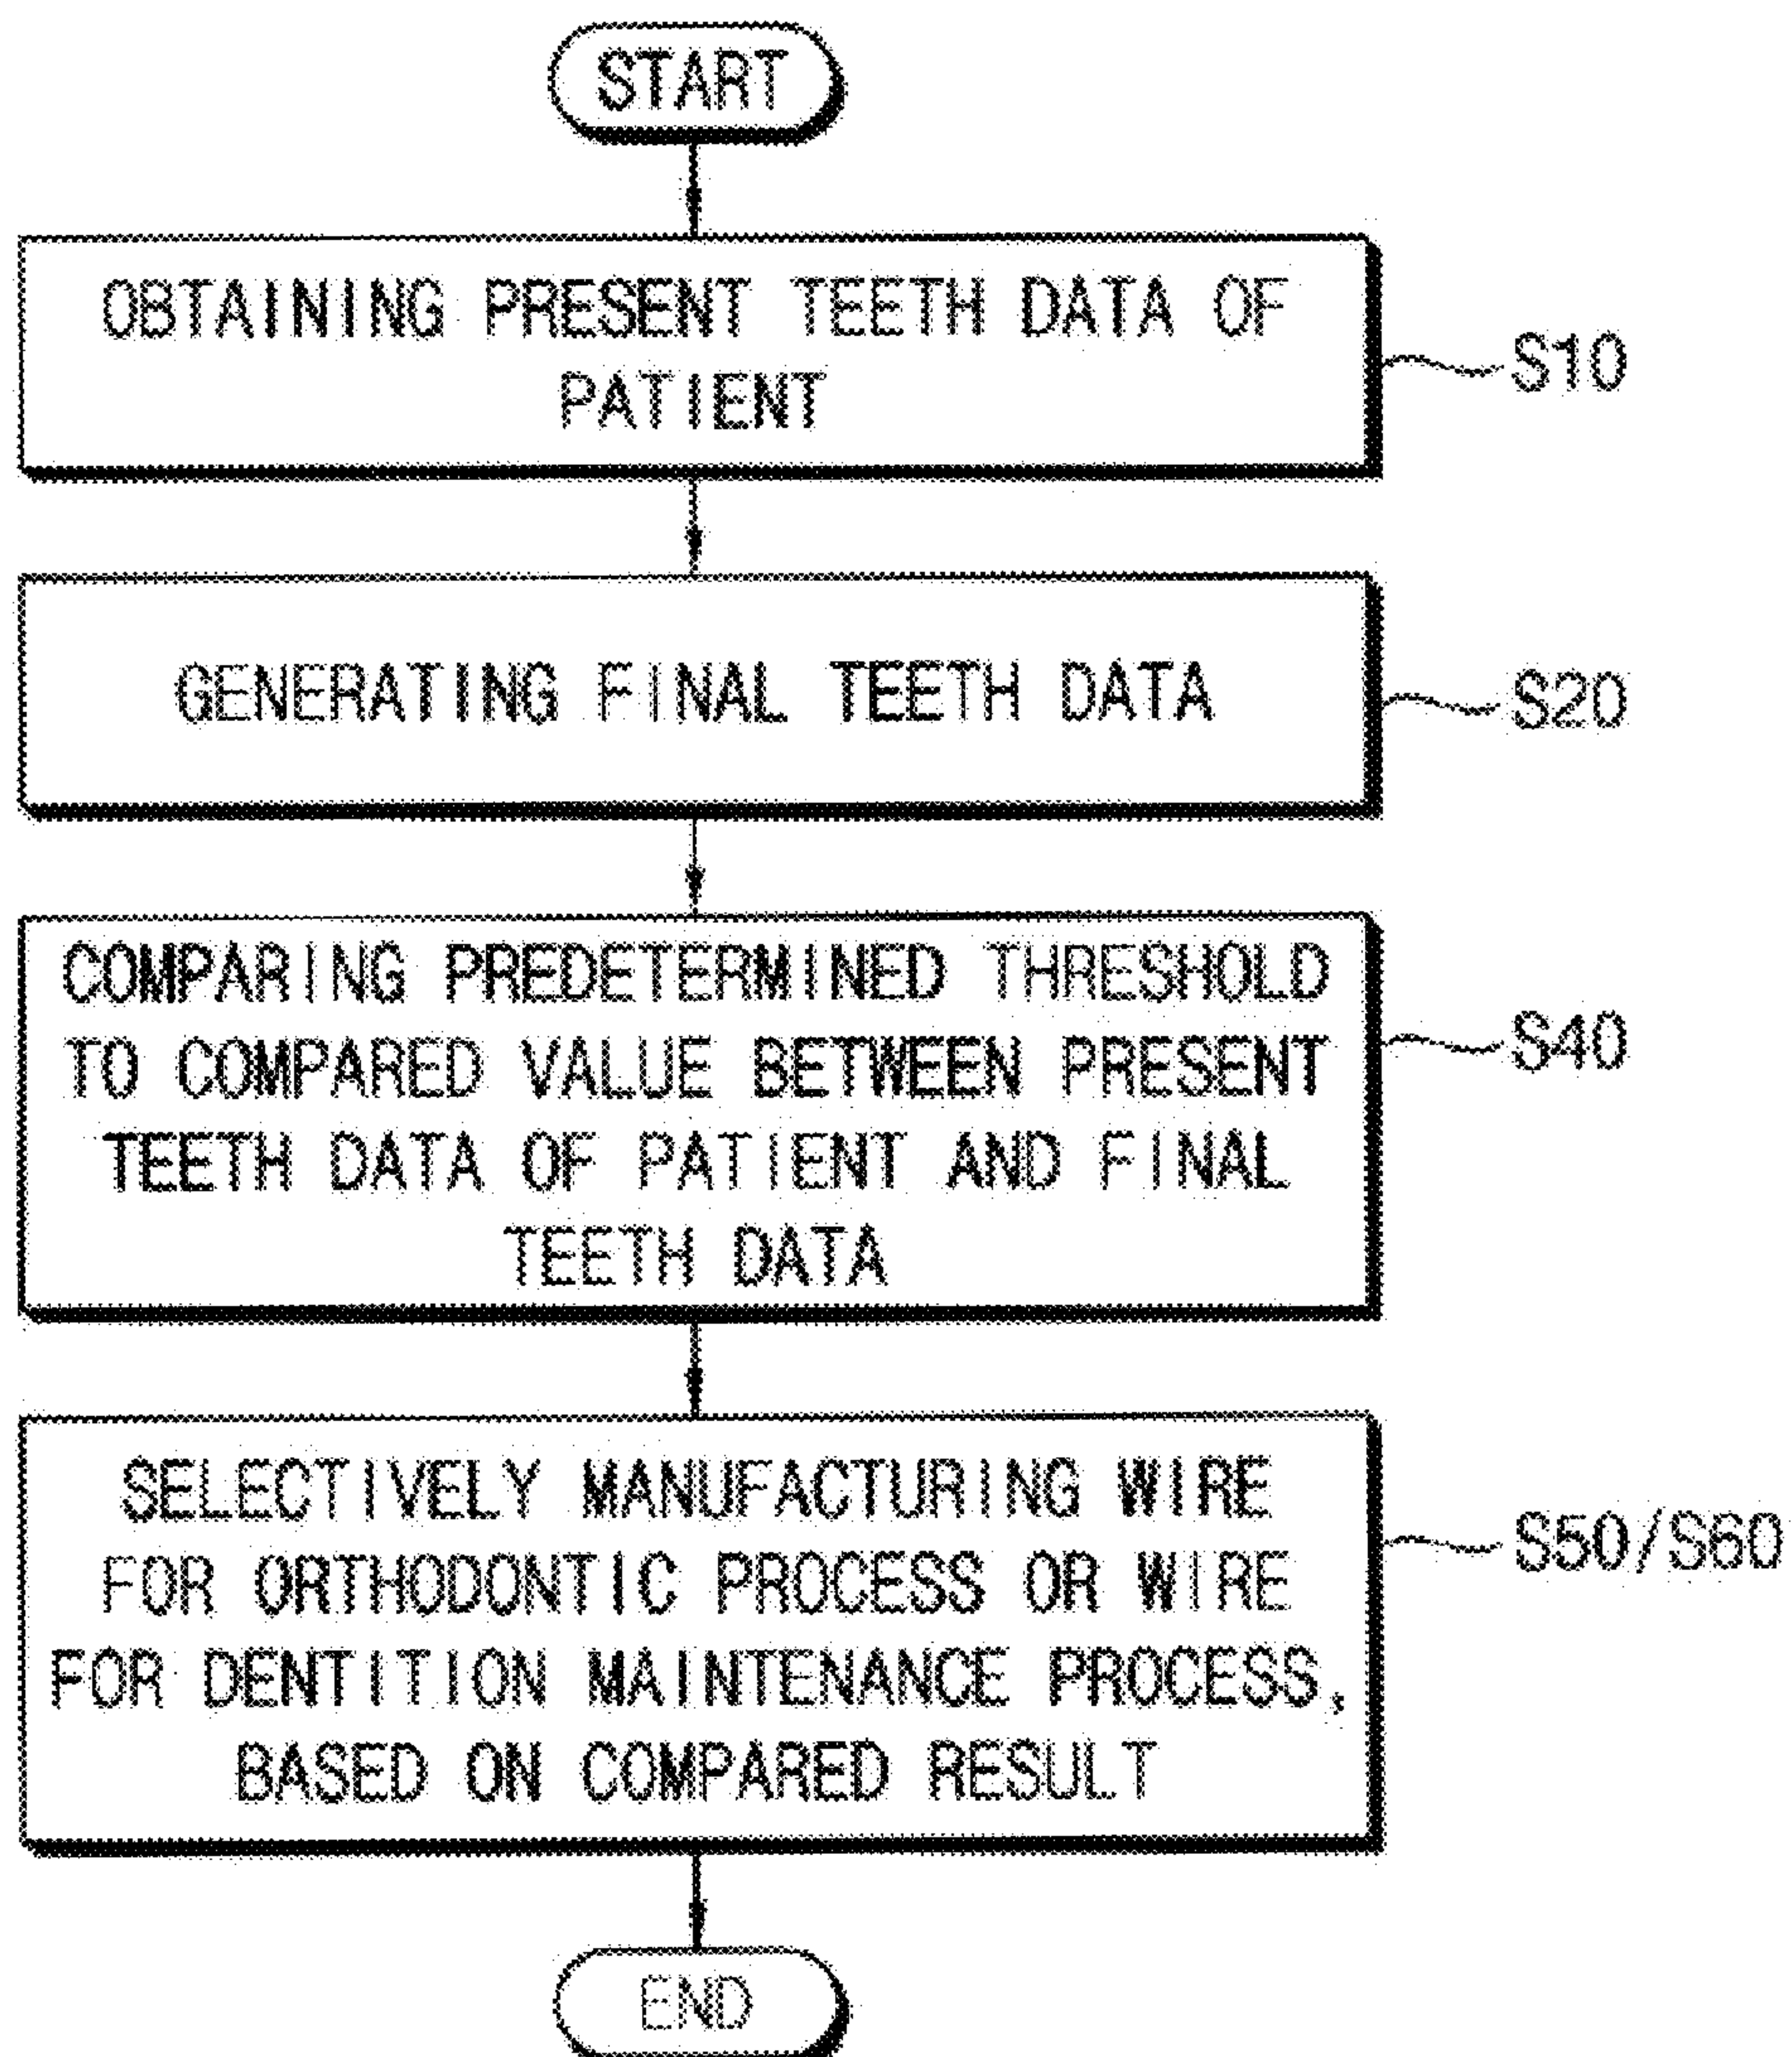 START
OBTAINING PRESENT TEETH DATA OF
PATIENT
S10
GENERATING FINAL TEETH DATA
S20
COMPARING PREDETERMINED THRESHOLD
TO COMPARED VALUE BETWEEN PRESENT
TEETH DATA OF PATIENT AND FINAL
TEETH DATA
S40
SELECTIVELY MANUFACTURING WIRE
FOR ORTHODONTIC PROCESS OR WIRE
FOR DENTITION MAINTENANCE PROCESS,
BASED ON COMPARED RESULT
S50/S60
END